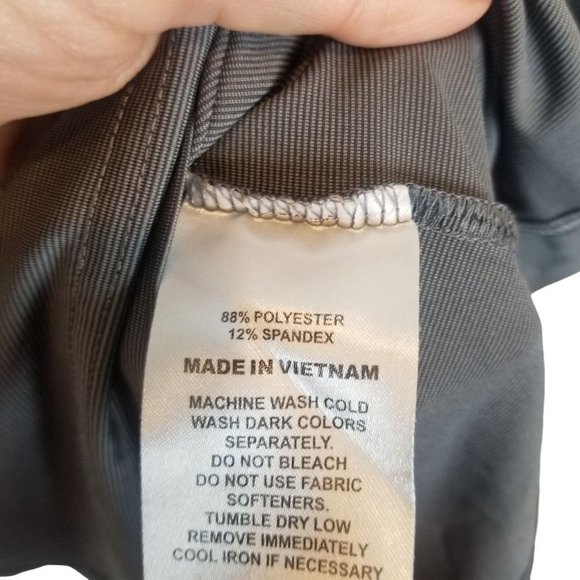 88% POLYESTER
12% SPANDEX
MADE IN VIETNAM
MACHINE WASH COLD
WASH DARK COLORS
SEPARATELY.
DO NOT BLEACH
DO NOT USE FABRIC
SOFTENERS.
TUMBLE DRY LOW
REMOVE IMMEDIATELY
COOL IRON IF NECESSARY